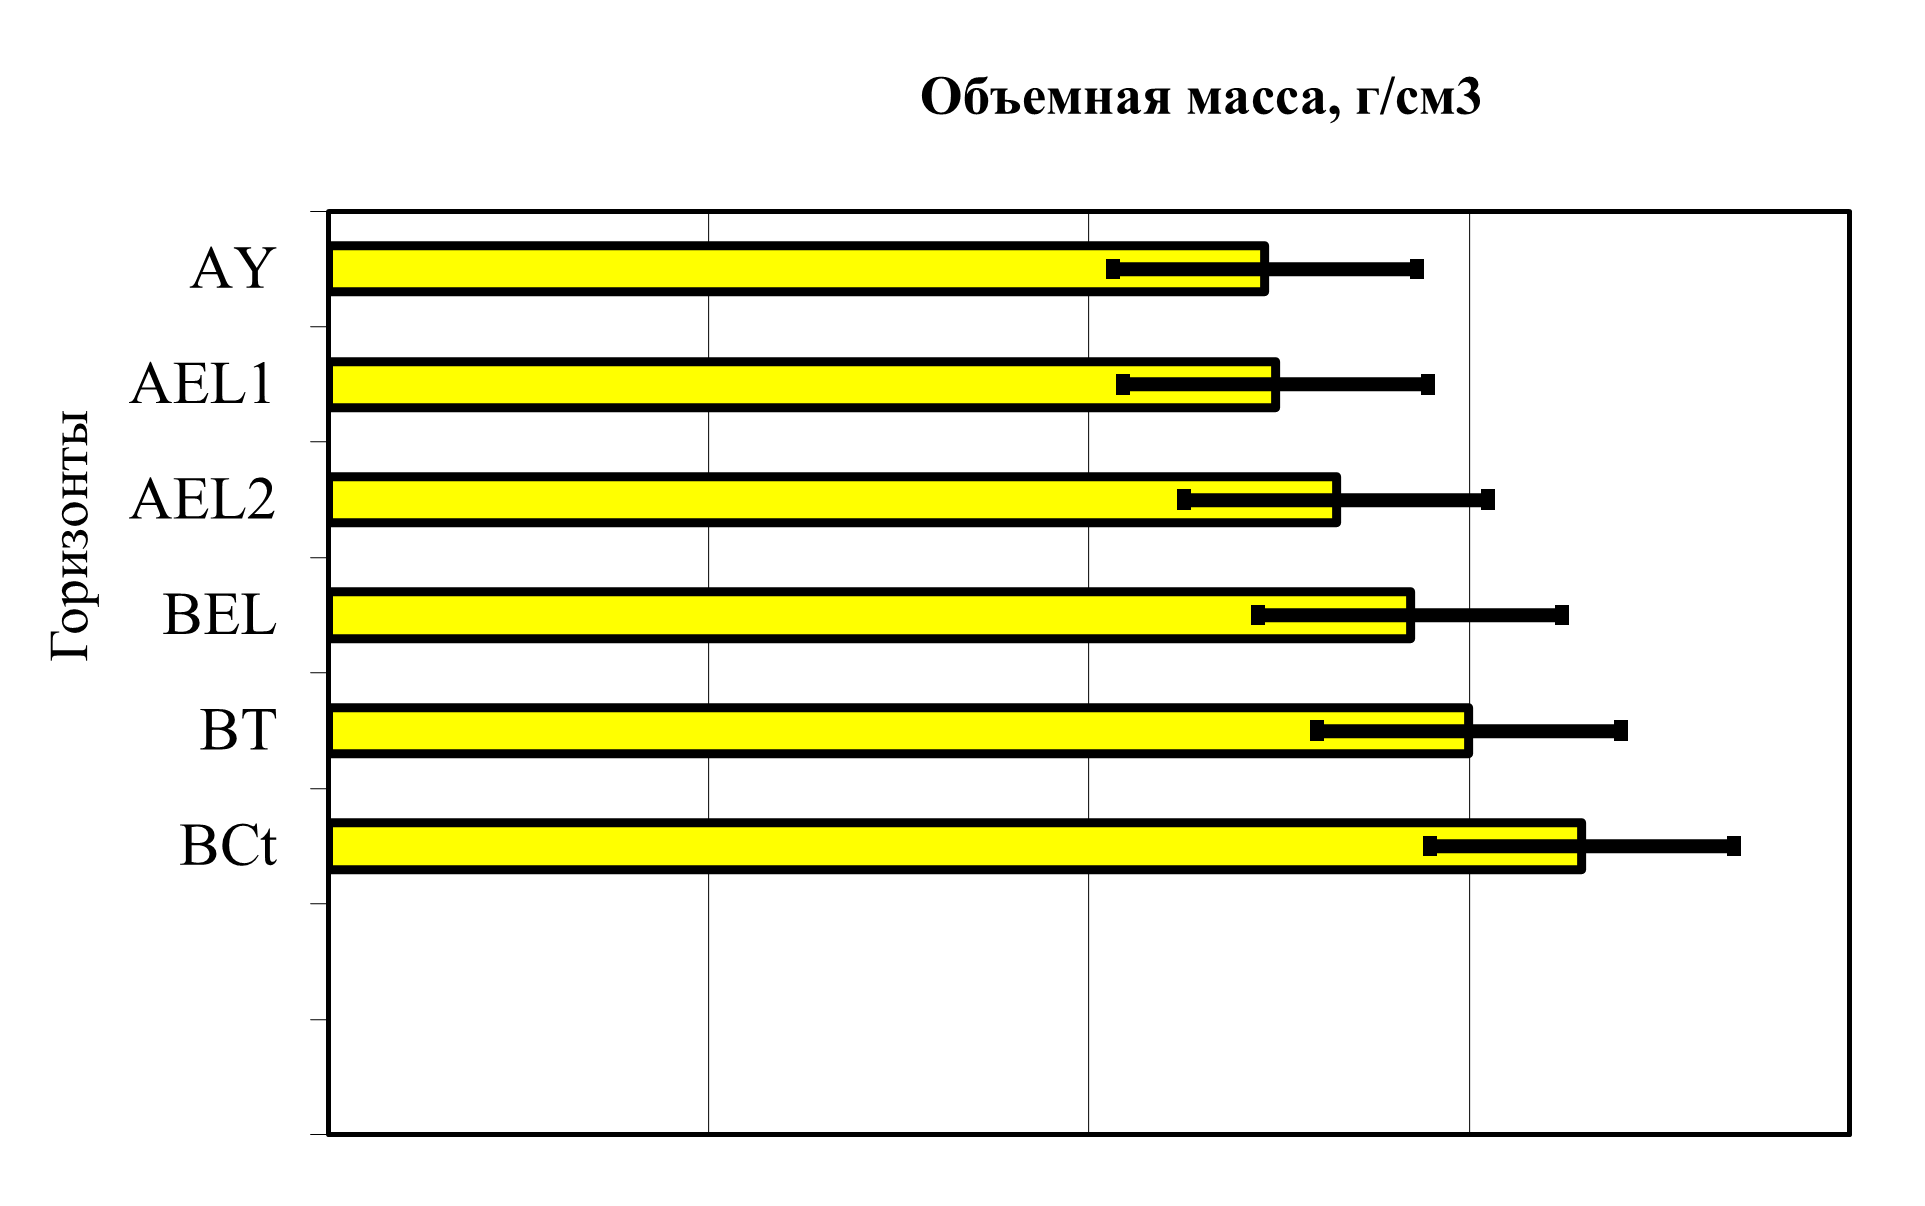 Объемная масса, г/см3
Горизонты
AY
AEL1
AEL2
BEL
BT
BCt